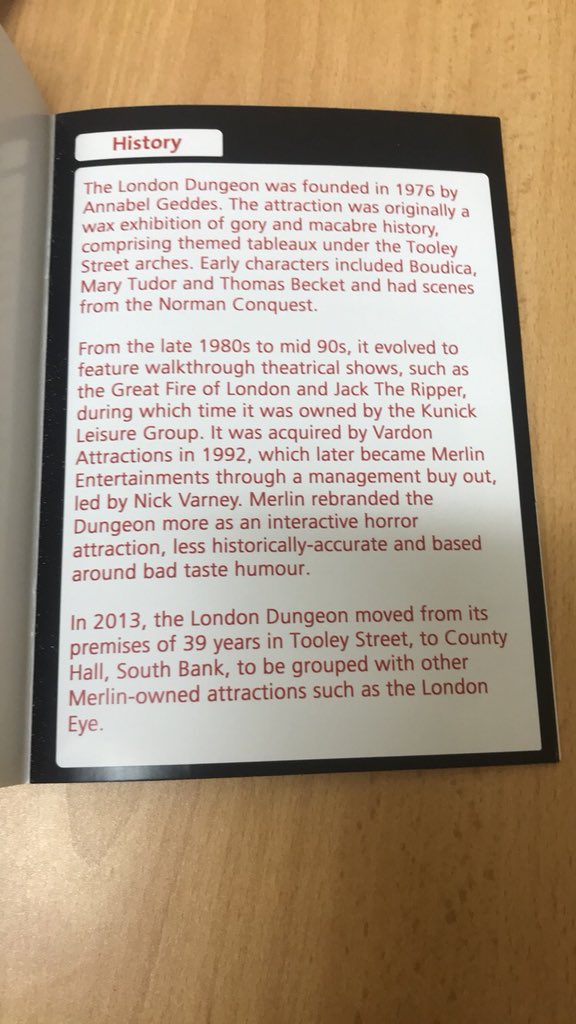 History
The London Dungeon was founded in 1976 by
Annabel Geddes. The attraction was originally a
wax exhibition of gory and macabre history,
comprising themed tableaux under the Tooley
Street arches. Early characters included Boudica,
Mary Tudor and Thomas Becket and had scenes
from the Norman Conquest.
From the late 1980s to mid 90s, it evolved to
feature walkthrough theatrical shows, such as
the Great Fire of London and Jack The Ripper,
during which time it was owned by the Kunick
Leisure Group. It was acquired by Vardon
Attractions in 1992, which later became Merlin
Entertainments through a management buy out,
led by Nick Varney. Merlin rebranded the
Dungeon more as an interactive horror
attraction, less historically-accurate and based
around bad taste humour.
In 2013, the London Dungeon moved from its
premises of 39 years in Tooley Street, to County
Hall, South Bank, to be grouped with other
Merlin-owned attractions such as the London
Eye.